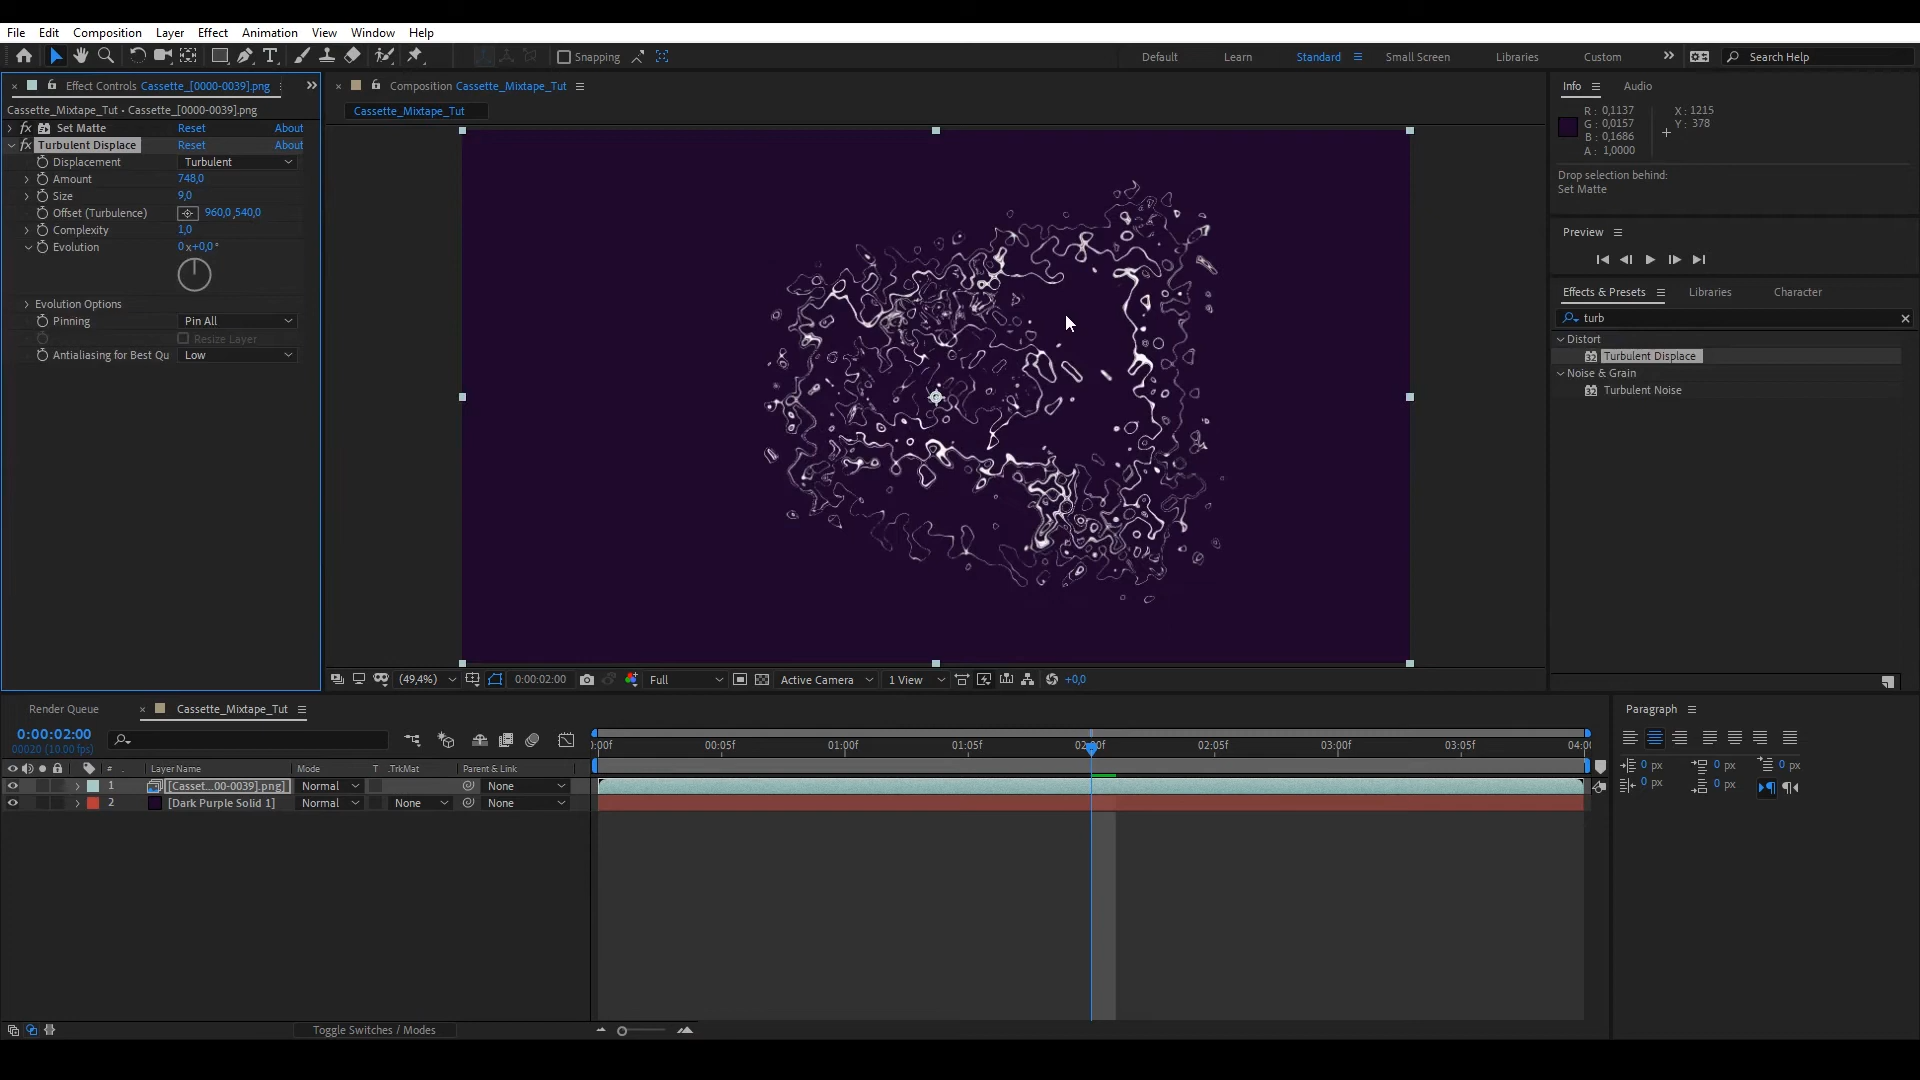 File Edit Composition Layer Effect Animation View Window Help
Snapping Default Learn Standard Small Screen Libraries Custom Search Help
Effect Controls Cassette_[0000-0039].png
Cassette_Mixtape_Tut • Cassette_[0000-0039].png
fx Set Matte Reset About
fx Turbulent Displace Reset About
Displacement Turbulent
Amount 748,0
Size 9,0
Offset (Turbulence) 960,0,540,0
Complexity 1,0
Evolution 0x+0,0°
Evolution Options
Pinning Pin All
Resize Layer
Antialiasing for Best Qu Low
Composition Cassette_Mixtape_Tut
Cassette_Mixtape_Tut
(49,4%) 0:00:02:00 Full Active Camera 1 View +0,0
Info Audio
R: 0,1137 X: 1215
G: 0,0157 Y: 378
B: 0,1686
A: 1,0000
Drop selection behind:
Set Matte
Preview
Effects & Presets Libraries Character
turb
Distort
32 Turbulent Displace
Noise & Grain
32 Turbulent Noise
Render Queue Cassette_Mixtape_Tut
0:00:02:00
00020 (10.00 fps)
:00f 00:05f 01:00f 01:05f 02:00f 02:05f 03:00f 03:05f 04:0
# Layer Name Mode T .TrkMat Parent & Link
1 [Casset...00-0039].png] Normal None
2 [Dark Purple Solid 1] Normal None None
Toggle Switches / Modes
Paragraph
0 px 0 px 0 px
0 px 0 px